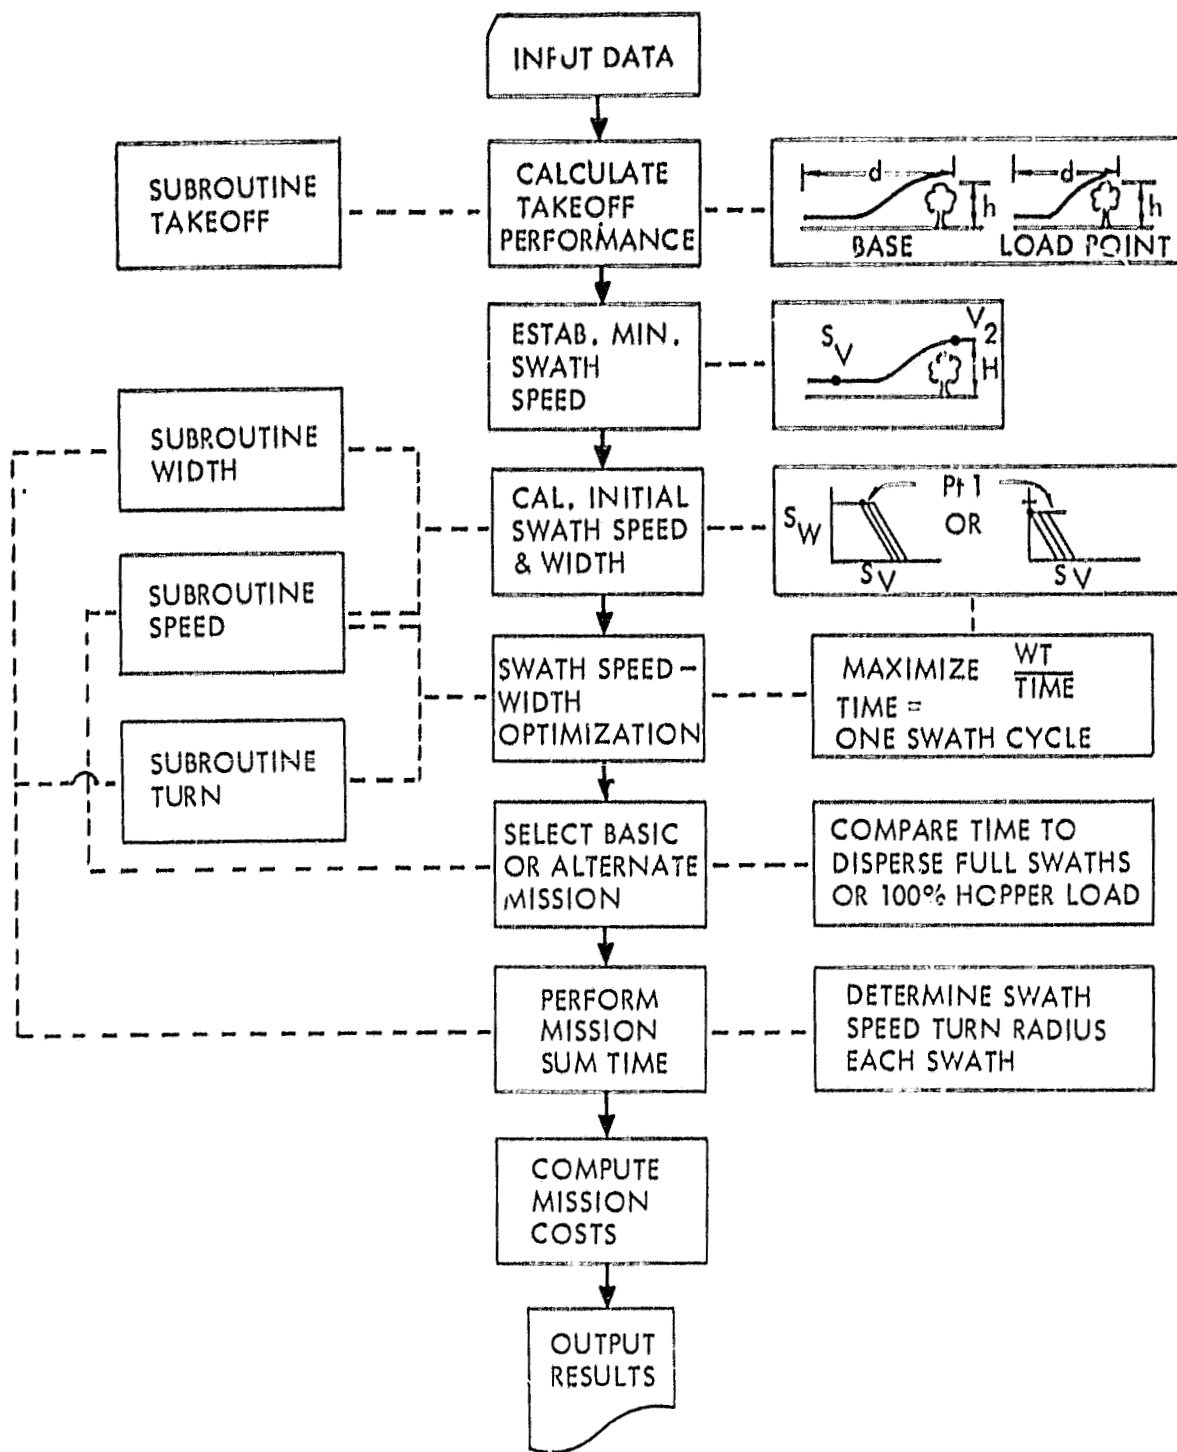 INPUT DATA
SUBROUTINE
TAKEOFF
CALCULATE
TAKEOFF
PERFORMANCE
d
h
BASE
d
h
LOAD POINT
ESTAB. MIN.
SWATH
SPEED
SV
V2
H
SUBROUTINE
WIDTH
CAL. INITIAL
SWATH SPEED
& WIDTH
SW
SV
Pt 1
OR
SV
SUBROUTINE
SPEED
SWATH SPEED –
WIDTH
OPTIMIZATION
MAXIMIZE WT
TIME
TIME =
ONE SWATH CYCLE
SUBROUTINE
TURN
SELECT BASIC
OR ALTERNATE
MISSION
COMPARE TIME TO
DISPERSE FULL SWATHS
OR 100% HOPPER LOAD
PERFORM
MISSION
SUM TIME
DETERMINE SWATH
SPEED TURN RADIUS
EACH SWATH
COMPUTE
MISSION
COSTS
OUTPUT
RESULTS